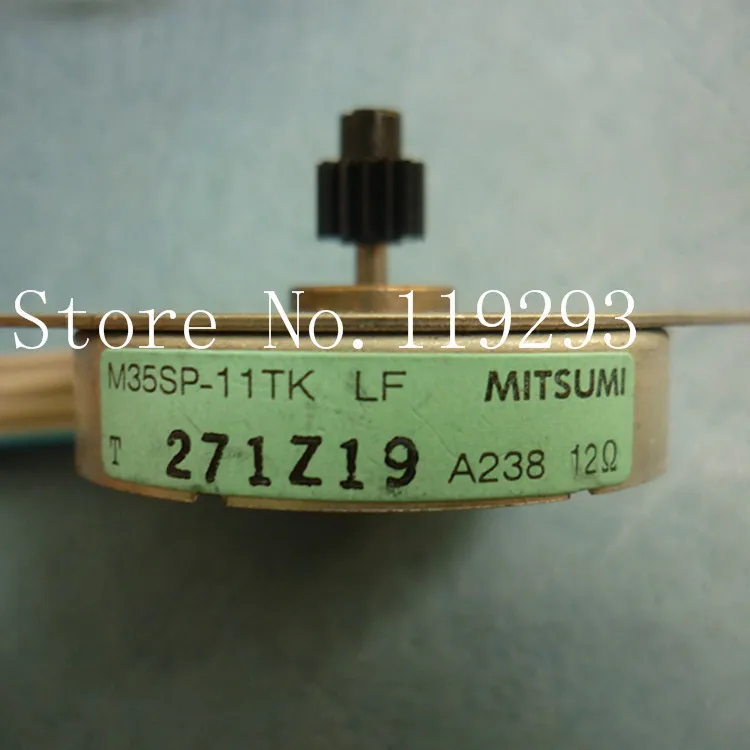 Store No. 119293
M35SP-11TK LF MITSUMI
T 271Z19 A238 12Ω